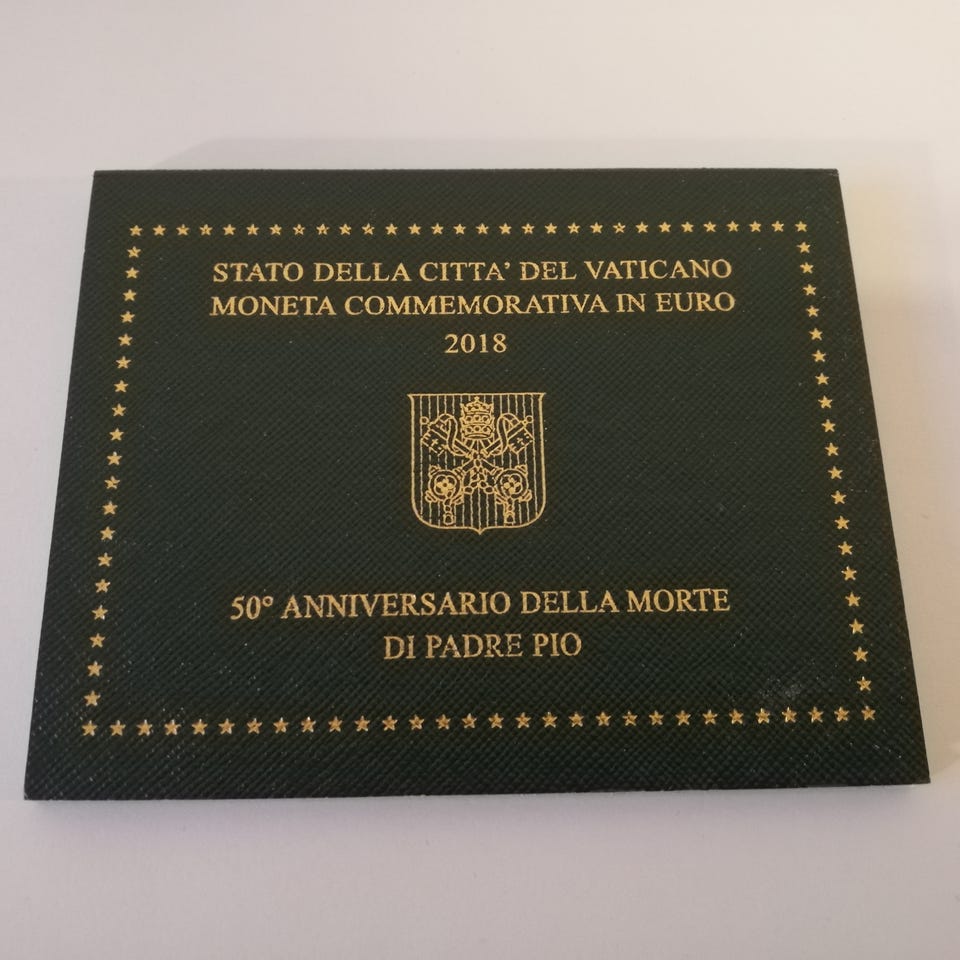 STATO DELLA CITTA' DEL VATICANO
MONETA COMMEMORATIVA IN EURO
2018
50° ANNIVERSARIO DELLA MORTE
DI PADRE PIO